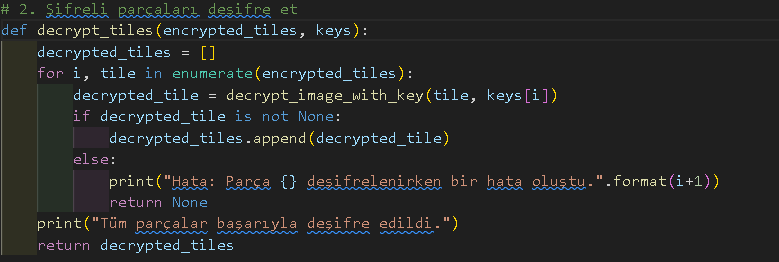 # 2. Şifreli parçaları deşifre et
def decrypt_tiles(encrypted_tiles, keys):
    decrypted_tiles = []
    for i, tile in enumerate(encrypted_tiles):
        decrypted_tile = decrypt_image_with_key(tile, keys[i])
        if decrypted_tile is not None:
            decrypted_tiles.append(decrypted_tile)
        else:
            print("Hata: Parça {} deşifrelenirken bir hata oluştu.".format(i+1))
            return None
    print("Tüm parçalar başarıyla deşifre edildi.")
    return decrypted_tiles